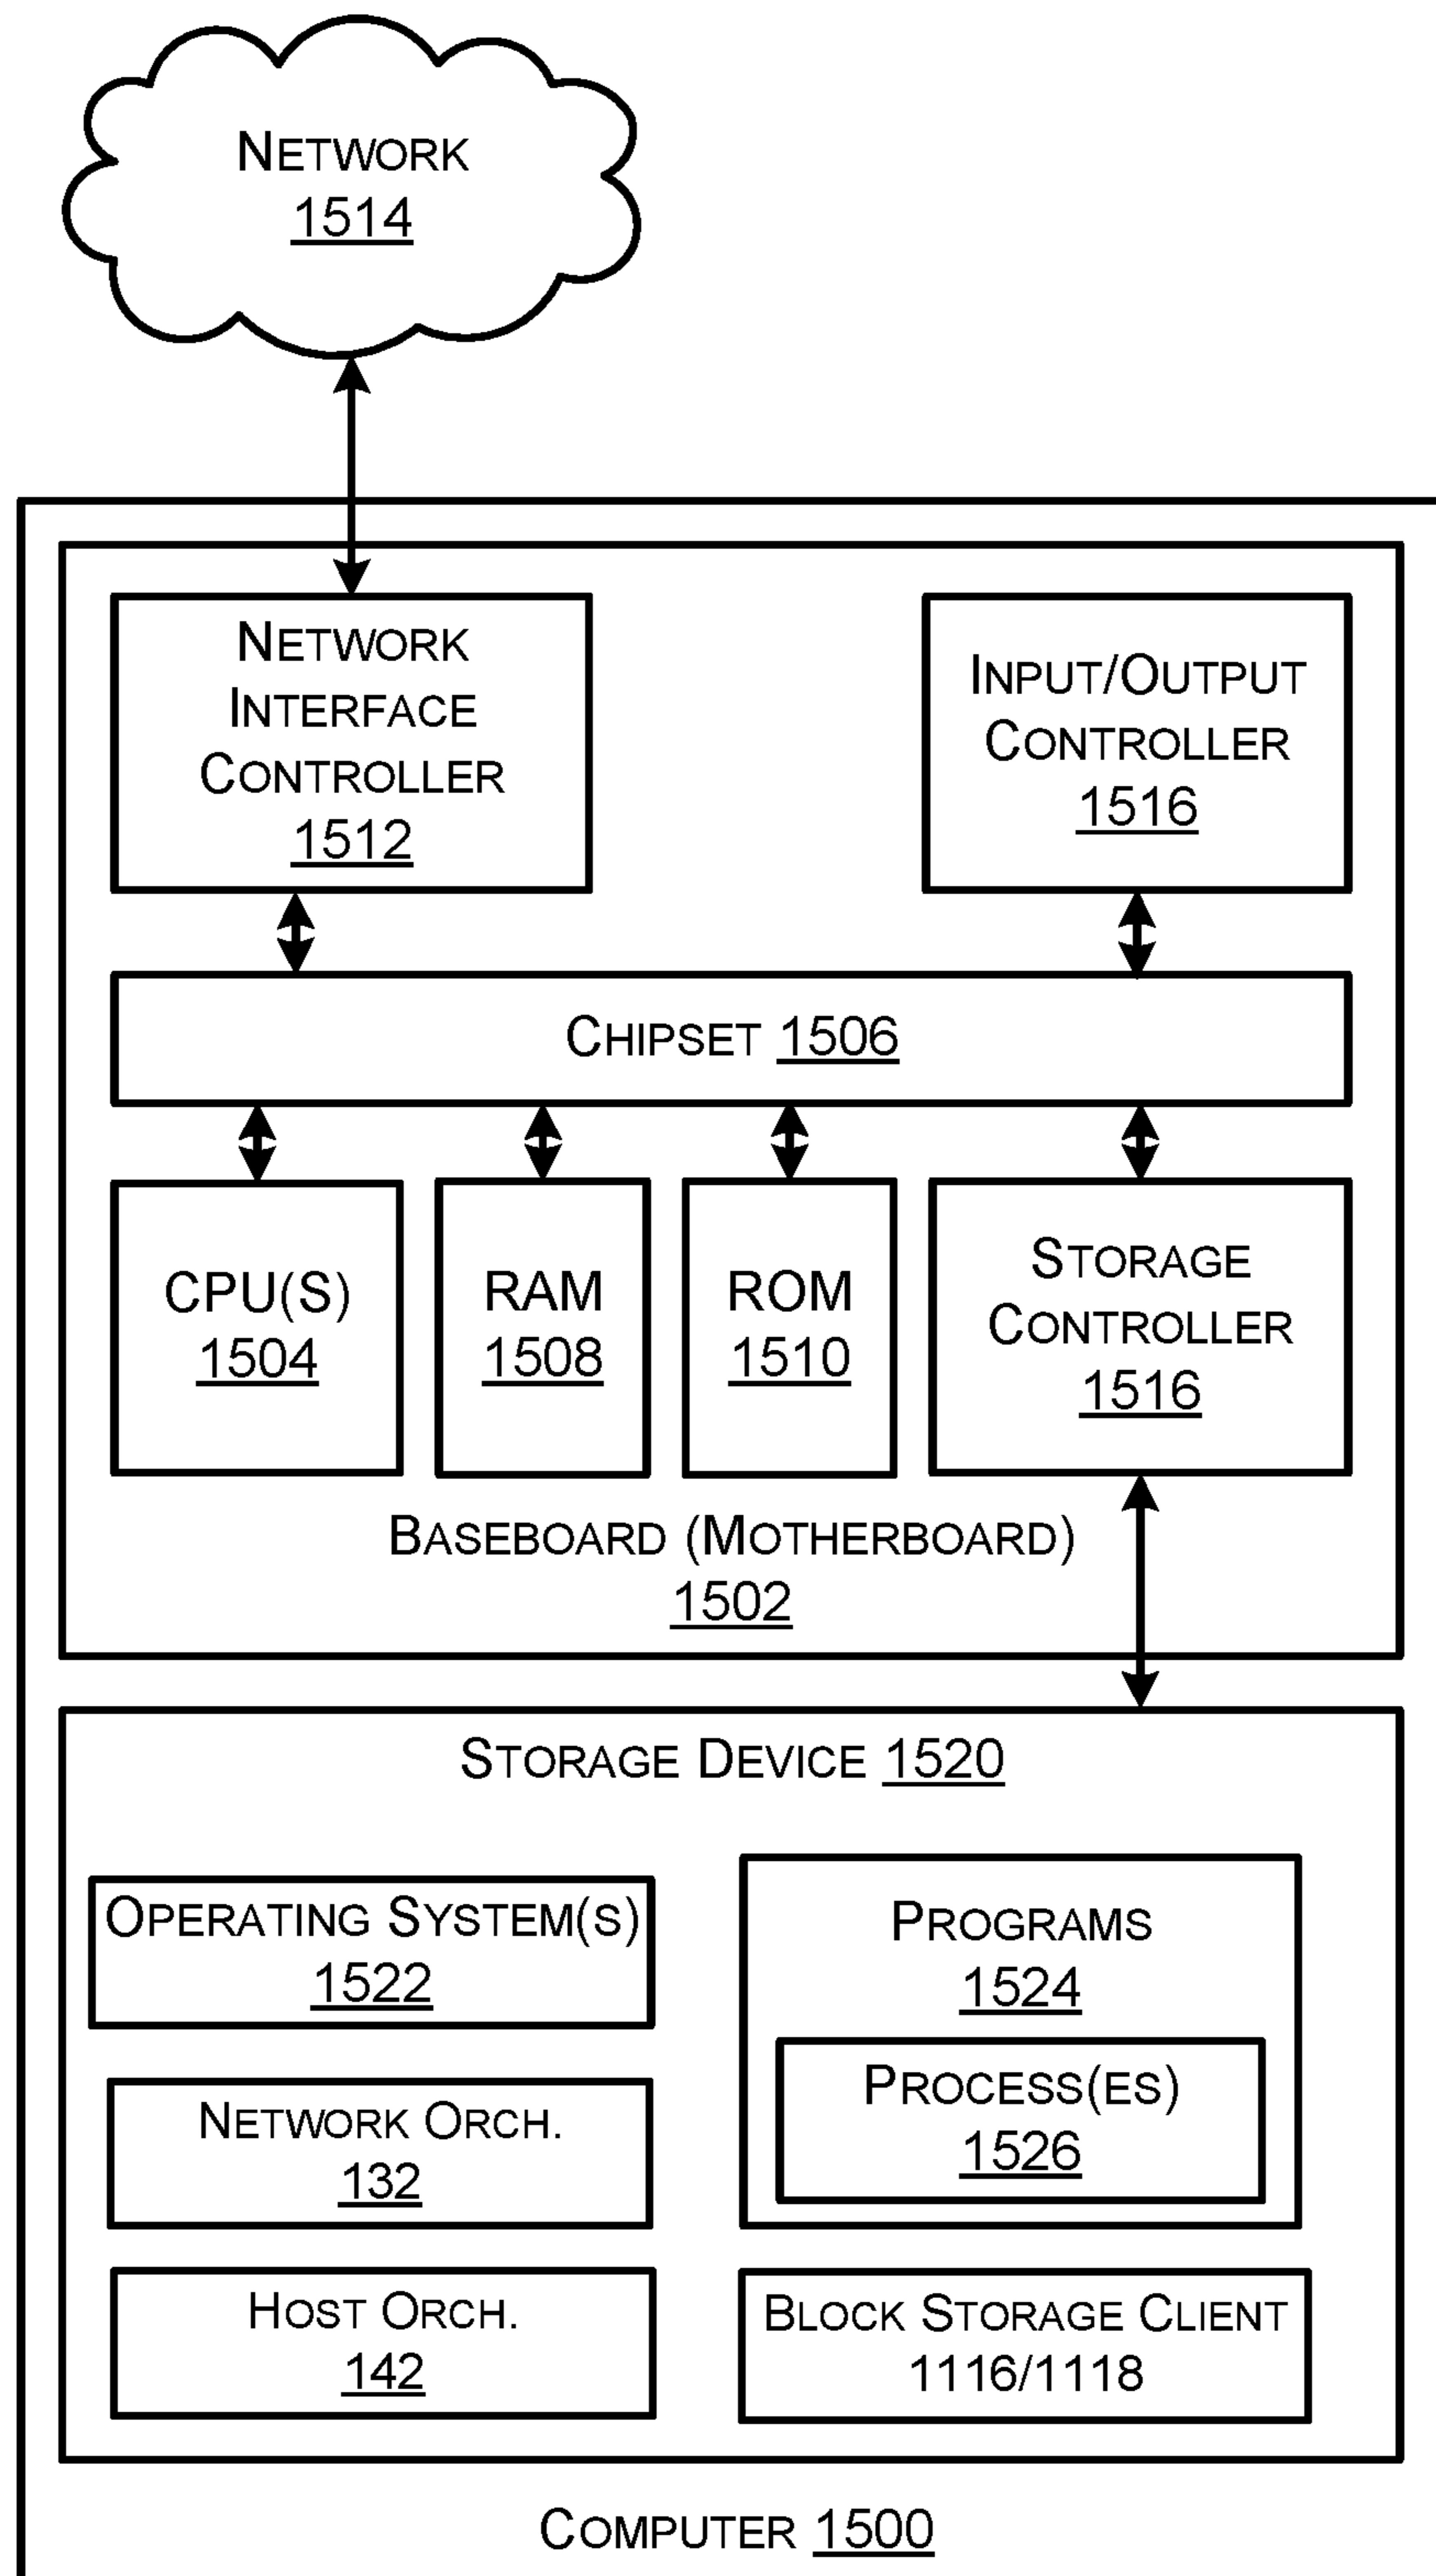 NETWORK
1514
NETWORK
INTERFACE
CONTROLLER
1512
INPUT/OUTPUT
CONTROLLER
1516
CHIPSET 1506
CPU(S)
1504
RAM
1508
ROM
1510
STORAGE
CONTROLLER
1516
BASEBOARD (MOTHERBOARD)
1502
STORAGE DEVICE 1520
OPERATING SYSTEM(S)
1522
PROGRAMS
1524
PROCESS(ES)
1526
NETWORK ORCH.
132
HOST ORCH.
142
BLOCK STORAGE CLIENT
1116/1118
COMPUTER 1500